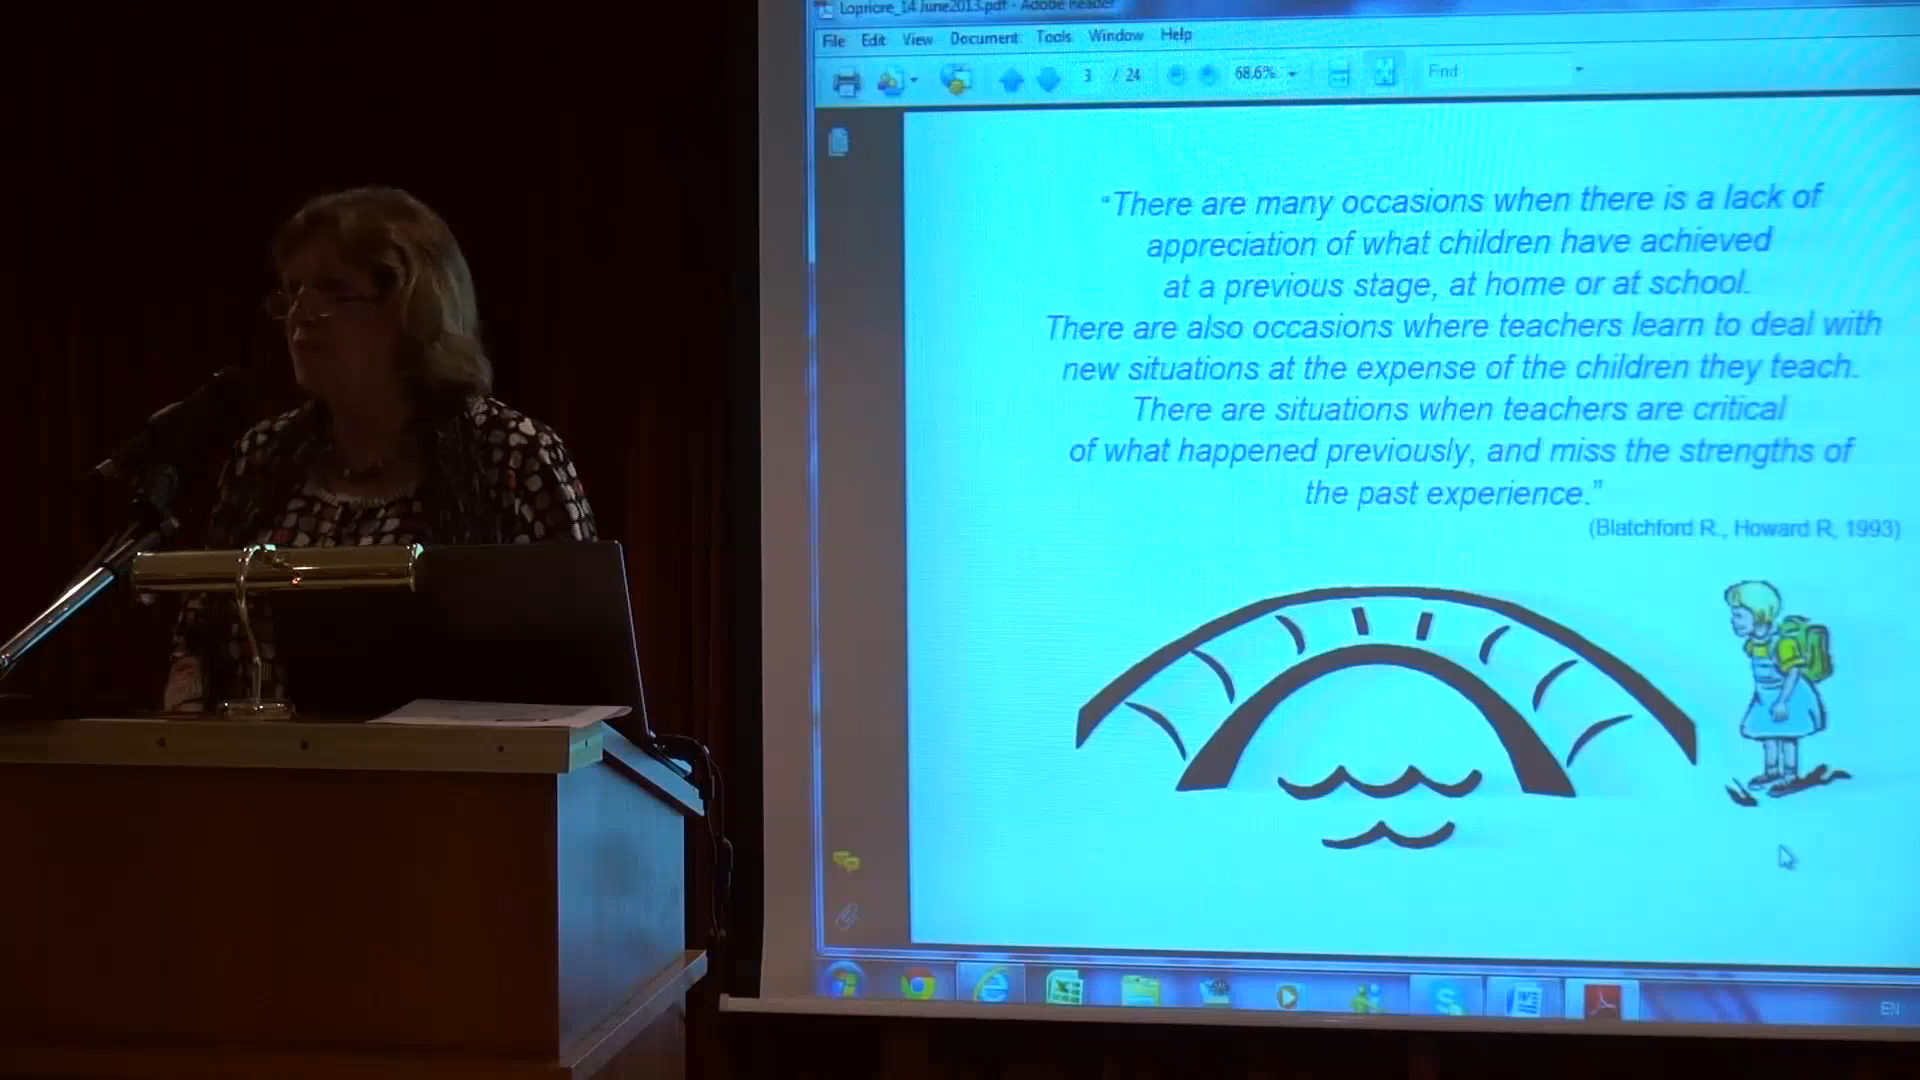 Lopriore_14 June2013.pdf - Adobe Reader
File Edit View Document Tools Window Help
3 / 24 68.6% Find
"There are many occasions when there is a lack of
appreciation of what children have achieved
at a previous stage, at home or at school.
There are also occasions where teachers learn to deal with
new situations at the expense of the children they teach.
There are situations when teachers are critical
of what happened previously, and miss the strengths of
the past experience."
(Blatchford R., Howard R, 1993)
EN